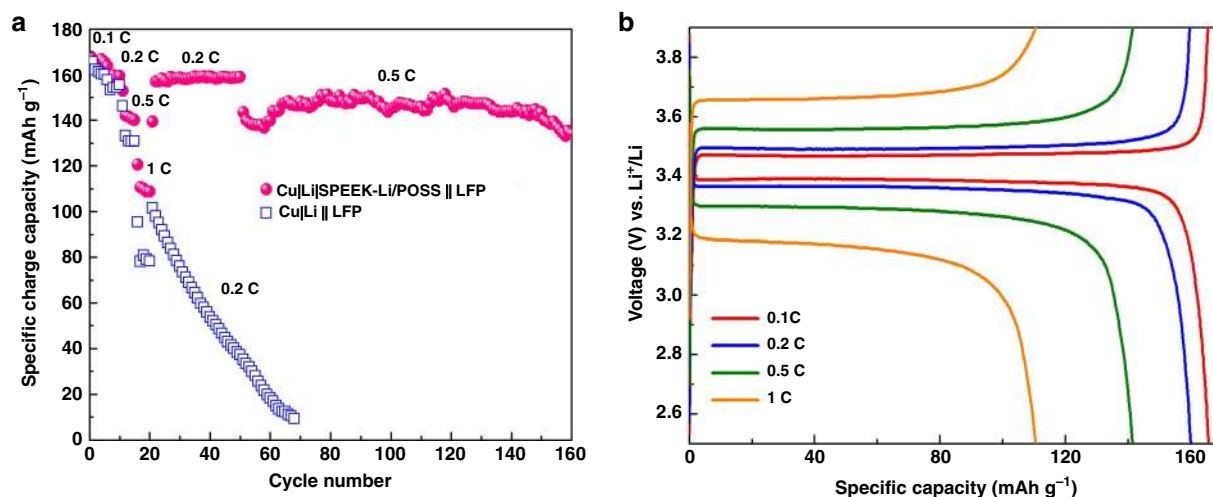 a
Specific charge capacity (mAh g⁻¹)
180
160
140
120
100
80
60
40
20
0
0.1 C
0.2 C
0.5 C
1 C
0.2 C
0.5 C
0.2 C
Cu|Li|SPEEK-Li/POSS || LFP
Cu|Li || LFP
0 20 40 60 80 100 120 140 160
Cycle number
b
Voltage (V) vs. Li⁺/Li
3.8
3.6
3.4
3.2
3.0
2.8
2.6
0.1C
0.2 C
0.5 C
1 C
0 40 80 120 160
Specific capacity (mAh g⁻¹)